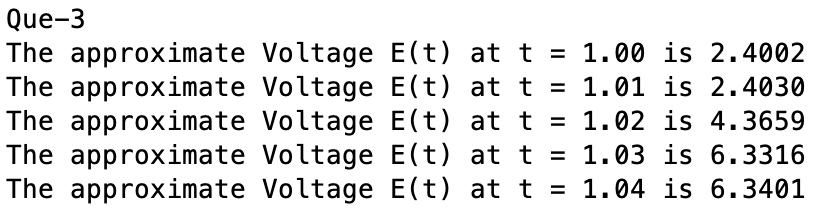 Que-3
The approximate Voltage E(t) at t = 1.00 is 2.4002
The approximate Voltage E(t) at t = 1.01 is 2.4030
The approximate Voltage E(t) at t = 1.02 is 4.3659
The approximate Voltage E(t) at t = 1.03 is 6.3316
The approximate Voltage E(t) at t = 1.04 is 6.3401